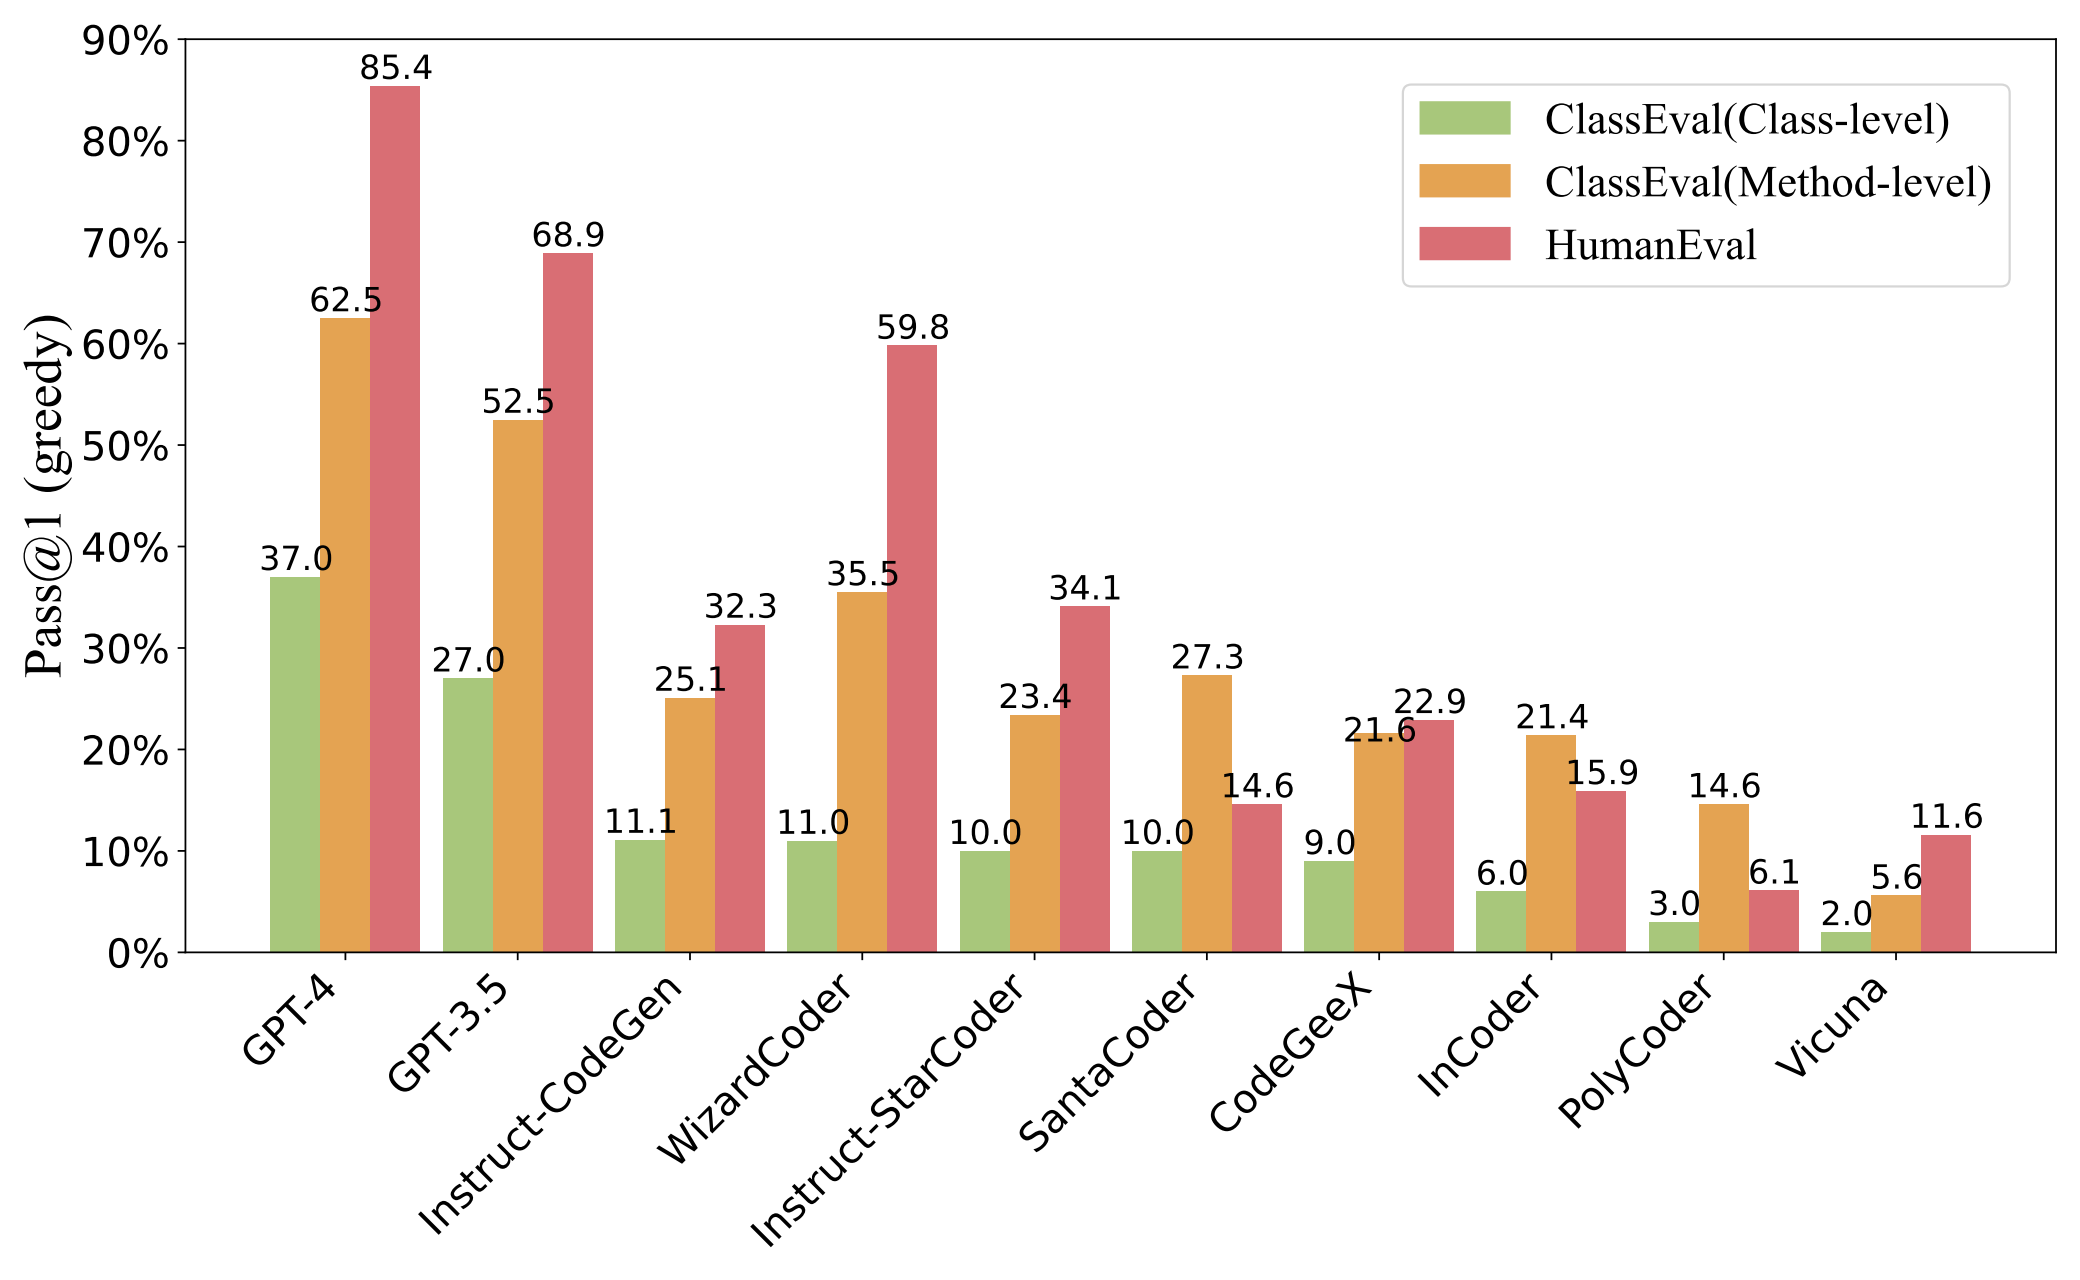 90%
80%
70%
60%
50%
40%
30%
20%
10%
0%
Pass@1 (greedy)
ClassEval(Class-level)
ClassEval(Method-level)
HumanEval
37.0
62.5
85.4
27.0
52.5
68.9
11.1
25.1
32.3
11.0
35.5
59.8
10.0
23.4
34.1
10.0
27.3
14.6
9.0
21.6
22.9
6.0
21.4
15.9
3.0
14.6
6.1
2.0
5.6
11.6
GPT-4
GPT-3.5
Instruct-CodeGen
WizardCoder
Instruct-StarCoder
SantaCoder
CodeGeeX
InCoder
PolyCoder
Vicuna